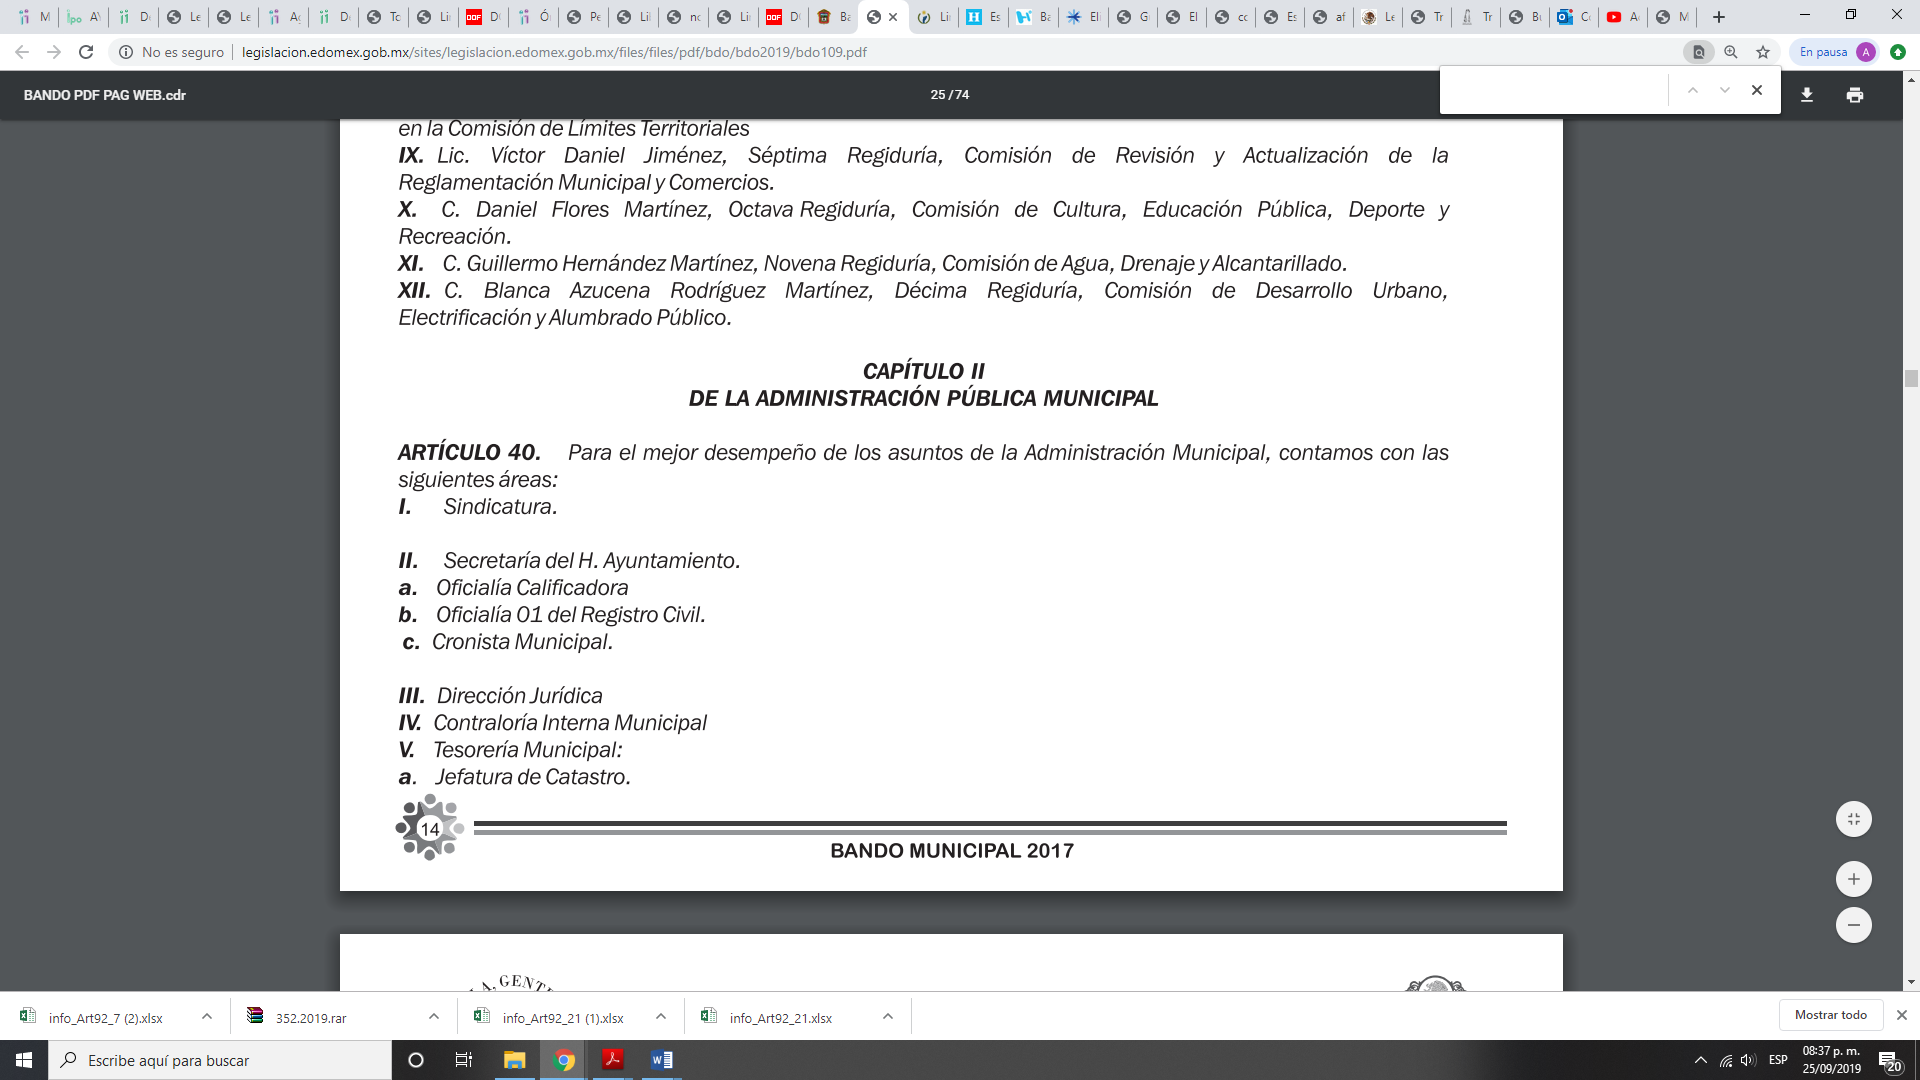 No es seguro | legislacion.edomex.gob.mx/sites/legislacion.edomex.gob.mx/files/files/pdf/bdo/bdo2019/bdo109.pdf
En pausa
A
BANDO PDF PAG WEB.cdr
25 / 74
en la Comisión de Límites Territoriales
IX. Lic. Víctor Daniel Jiménez, Séptima Regiduría, Comisión de Revisión y Actualización de la
Reglamentación Municipal y Comercios.
X. C. Daniel Flores Martínez, Octava Regiduría, Comisión de Cultura, Educación Pública, Deporte y
Recreación.
XI. C. Guillermo Hernández Martínez, Novena Regiduría, Comisión de Agua, Drenaje y Alcantarillado.
XII. C. Blanca Azucena Rodríguez Martínez, Décima Regiduría, Comisión de Desarrollo Urbano,
Electrificación y Alumbrado Público.
CAPÍTULO II
DE LA ADMINISTRACIÓN PÚBLICA MUNICIPAL
ARTÍCULO 40. Para el mejor desempeño de los asuntos de la Administración Municipal, contamos con las
siguientes áreas:
I. Sindicatura.
II. Secretaría del H. Ayuntamiento.
a. Oficialía Calificadora
b. Oficialía 01 del Registro Civil.
c. Cronista Municipal.
III. Dirección Jurídica
IV. Contraloría Interna Municipal
V. Tesorería Municipal:
a. Jefatura de Catastro.
14
BANDO MUNICIPAL 2017
info_Art92_7 (2).xlsx
352.2019.rar
info_Art92_21 (1).xlsx
info_Art92_21.xlsx
Mostrar todo
Escribe aquí para buscar
ESP
08:37 p. m.
25/09/2019
20